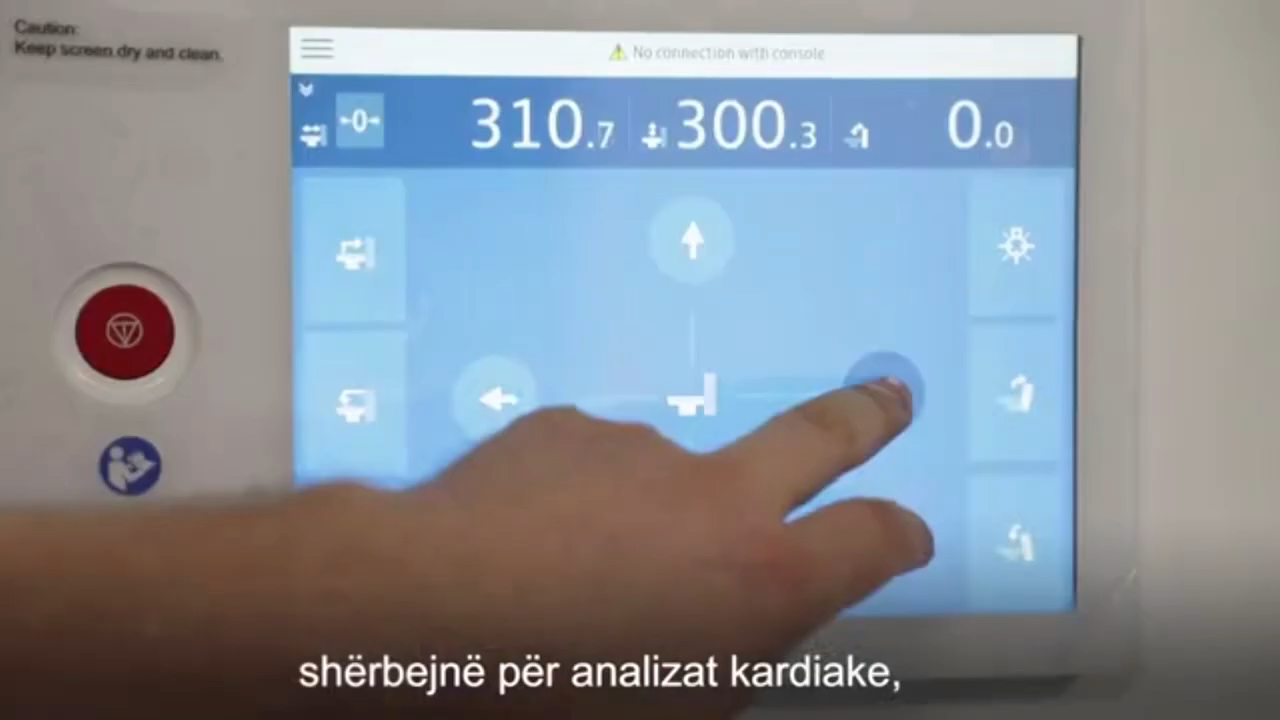 Caution:
Keep screen dry and clean.
No connection with console
0 310.7 300.3 0.0
shërbejnë për analizat kardiake,